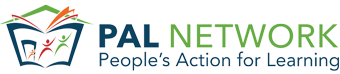 PAL NETWORK
People's Action for Learning